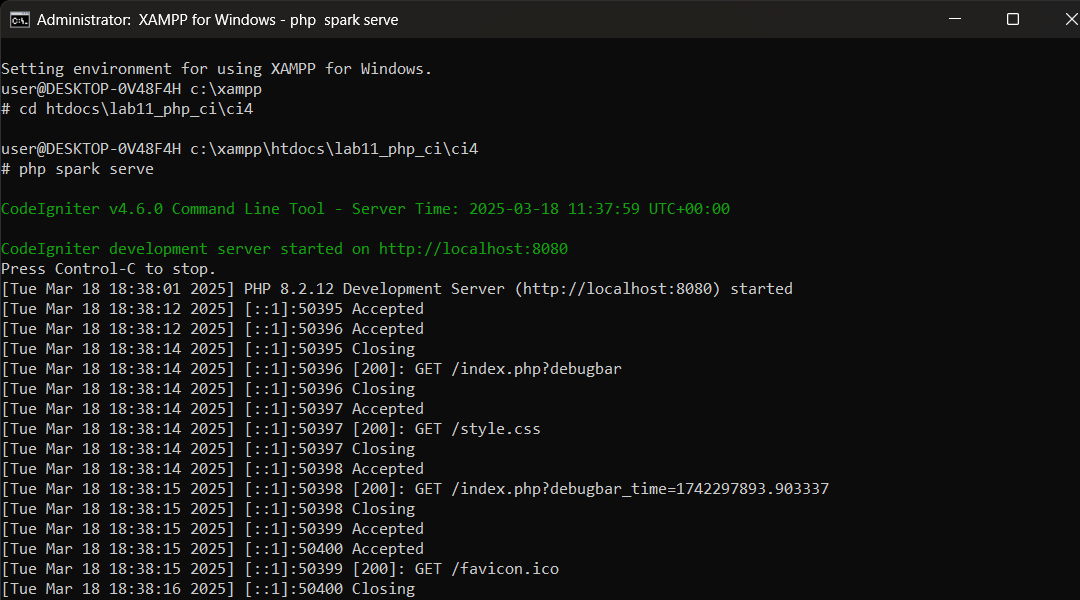 Administrator:  XAMPP for Windows - php  spark serve
Setting environment for using XAMPP for Windows.
user@DESKTOP-0V48F4H c:\xampp
# cd htdocs\lab11_php_ci\ci4
user@DESKTOP-0V48F4H c:\xampp\htdocs\lab11_php_ci\ci4
# php spark serve
CodeIgniter v4.6.0 Command Line Tool - Server Time: 2025-03-18 11:37:59 UTC+00:00
CodeIgniter development server started on http://localhost:8080
Press Control-C to stop.
[Tue Mar 18 18:38:01 2025] PHP 8.2.12 Development Server (http://localhost:8080) started
[Tue Mar 18 18:38:12 2025] [::1]:50395 Accepted
[Tue Mar 18 18:38:12 2025] [::1]:50396 Accepted
[Tue Mar 18 18:38:14 2025] [::1]:50395 Closing
[Tue Mar 18 18:38:14 2025] [::1]:50396 [200]: GET /index.php?debugbar
[Tue Mar 18 18:38:14 2025] [::1]:50396 Closing
[Tue Mar 18 18:38:14 2025] [::1]:50397 Accepted
[Tue Mar 18 18:38:14 2025] [::1]:50397 [200]: GET /style.css
[Tue Mar 18 18:38:14 2025] [::1]:50397 Closing
[Tue Mar 18 18:38:14 2025] [::1]:50398 Accepted
[Tue Mar 18 18:38:15 2025] [::1]:50398 [200]: GET /index.php?debugbar_time=1742297893.903337
[Tue Mar 18 18:38:15 2025] [::1]:50398 Closing
[Tue Mar 18 18:38:15 2025] [::1]:50399 Accepted
[Tue Mar 18 18:38:15 2025] [::1]:50400 Accepted
[Tue Mar 18 18:38:15 2025] [::1]:50399 [200]: GET /favicon.ico
[Tue Mar 18 18:38:16 2025] [::1]:50400 Closing